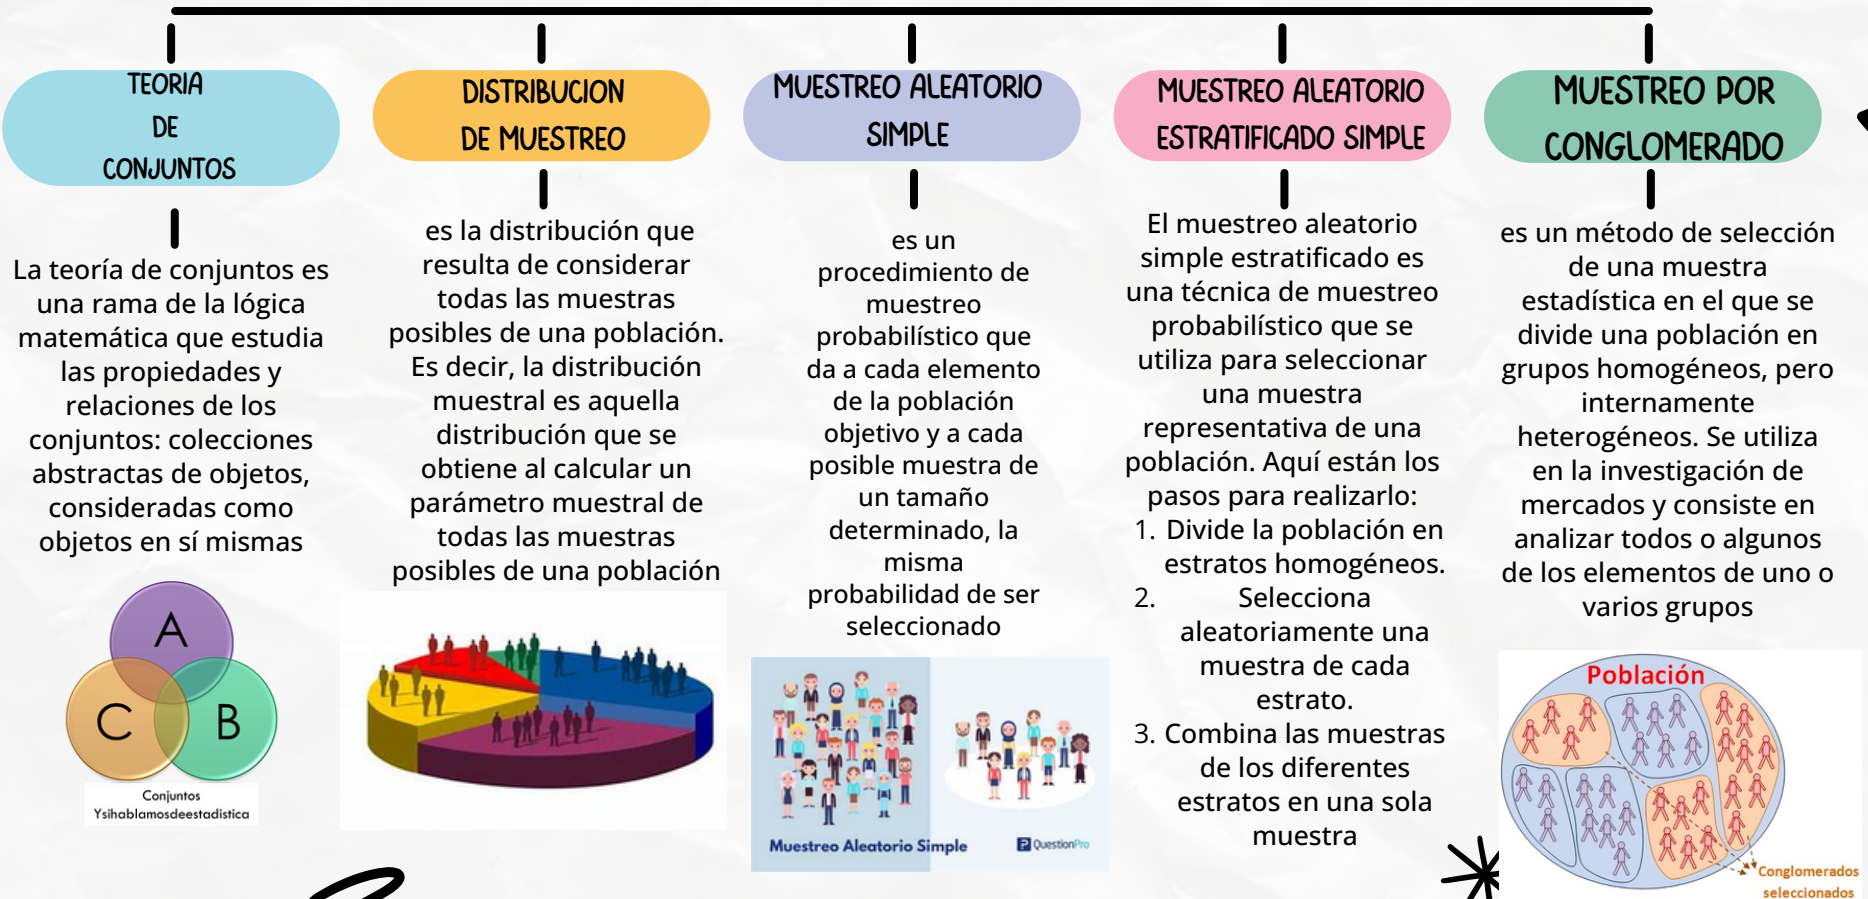 TEORIA
DE
CONJUNTOS
La teoría de conjuntos es
una rama de la lógica
matemática que estudia
las propiedades y
relaciones de los
conjuntos: colecciones
abstractas de objetos,
consideradas como
objetos en sí mismas
A
C
B
Conjuntos
Ysihablamosdeestadistica
DISTRIBUCION
DE MUESTREO
es la distribución que
resulta de considerar
todas las muestras
posibles de una población.
Es decir, la distribución
muestral es aquella
distribución que se
obtiene al calcular un
parámetro muestral de
todas las muestras
posibles de una población
MUESTREO ALEATORIO
SIMPLE
es un
procedimiento de
muestreo
probabilístico que
da a cada elemento
de la población
objetivo y a cada
posible muestra de
un tamaño
determinado, la
misma
probabilidad de ser
seleccionado
Muestreo Aleatorio Simple
QuestionPro
MUESTREO ALEATORIO
ESTRATIFICADO SIMPLE
El muestreo aleatorio
simple estratificado es
una técnica de muestreo
probabilístico que se
utiliza para seleccionar
una muestra
representativa de una
población. Aquí están los
pasos para realizarlo:
1. Divide la población en
estratos homogéneos.
2. Selecciona
aleatoriamente una
muestra de cada
estrato.
3. Combina las muestras
de los diferentes
estratos en una sola
muestra
MUESTREO POR
CONGLOMERADO
es un método de selección
de una muestra
estadística en el que se
divide una población en
grupos homogéneos, pero
internamente
heterogéneos. Se utiliza
en la investigación de
mercados y consiste en
analizar todos o algunos
de los elementos de uno o
varios grupos
Población
Conglomerados
seleccionados